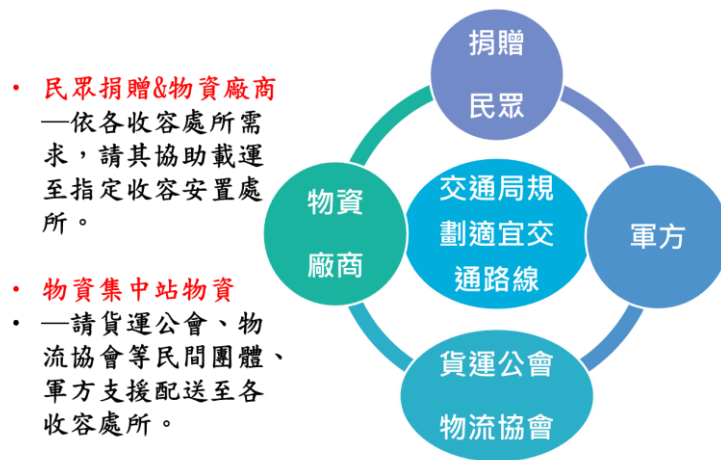 • 民眾捐贈&物資廠商
—依各收容處所需
求，請其協助載運
至指定收容安置處
所。
• 物資集中站物資
• —請貨運公會、物
流協會等民間團體、
軍方支援配送至各
收容處所。
捐贈
民眾
物資
廠商
交通局規
劃適宜交
通路線
軍方
貨運公會
物流協會